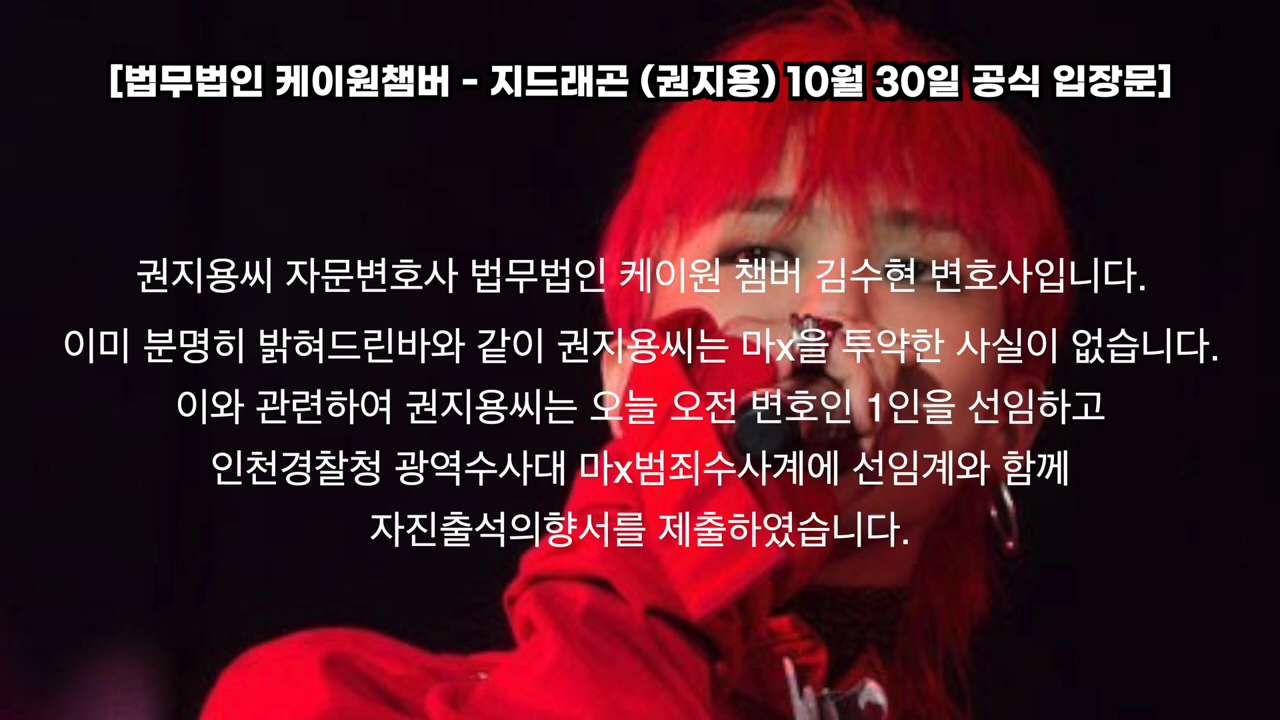 [법무법인 케이원챔버 - 지드래곤 (권지용) 10월 30일 공식 입장문]
권지용씨 자문변호사 법무법인 케이원 챔버 김수현 변호사입니다.
이미 분명히 밝혀드린바와 같이 권지용씨는 마x을 투약한 사실이 없습니다.
이와 관련하여 권지용씨는 오늘 오전 변호인 1인을 선임하고
인천경찰청 광역수사대 마x범죄수사계에 선임계와 함께
자진출석의향서를 제출하였습니다.